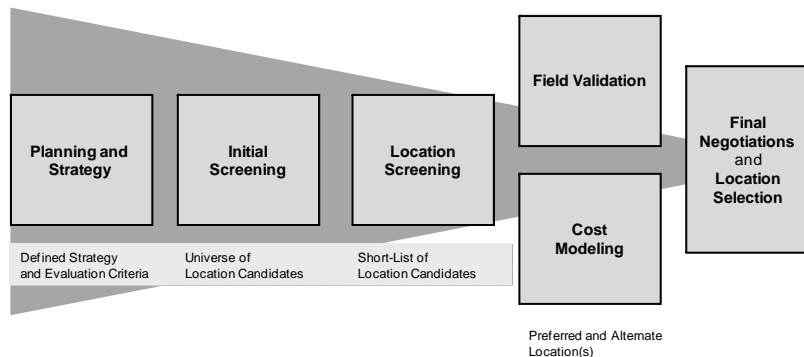 Planning and
Strategy
Initial
Screening
Location
Screening
Field Validation
Cost
Modeling
Final
Negotiations
and
Location
Selection
Defined Strategy
and Evaluation Criteria
Universe of
Location Candidates
Short-List of
Location Candidates
Preferred and Alternate
Location(s)